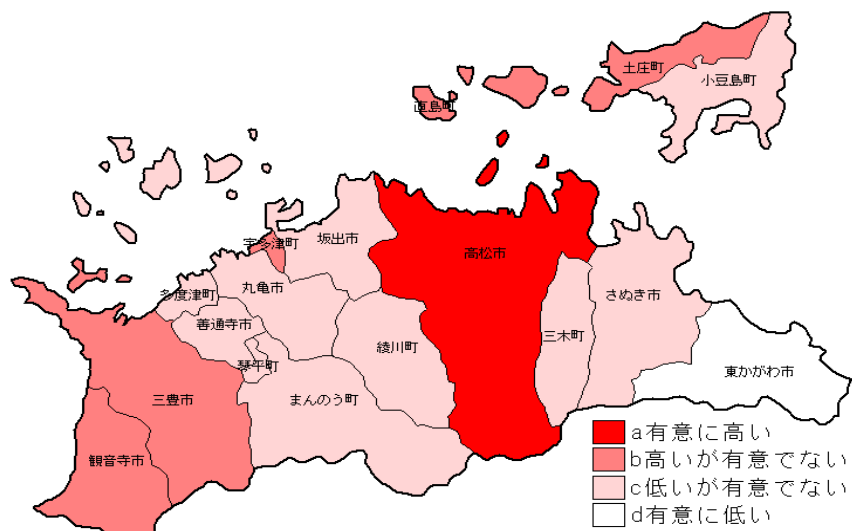 土庄町
小豆島町
直島町
宇多津町
坂出市
高松市
多度津町
丸亀市
さぬき市
善通寺市
綾川町
三木町
琴平町
東かがわ市
三豊市
まんのう町
観音寺市
a有意に高い
b高いが有意でない
c低いが有意でない
d有意に低い